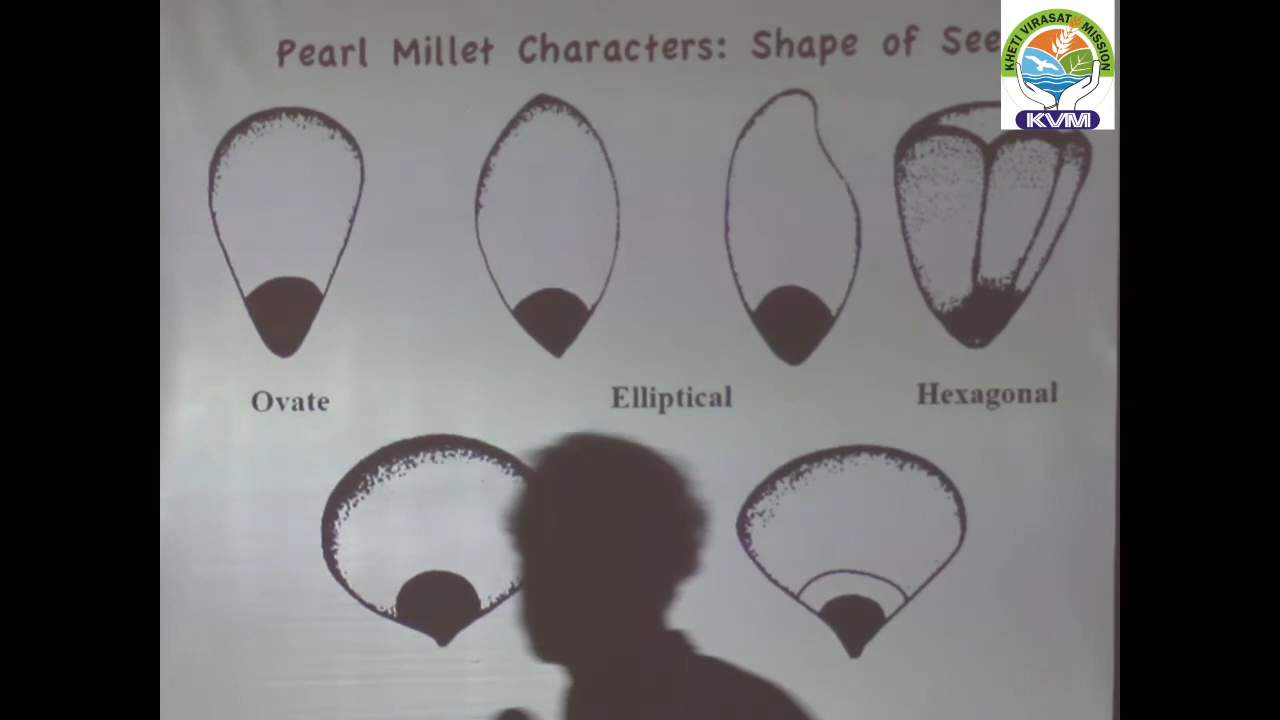 Pearl Millet Characters: Shape of See
KHETI VIRASAT MISSION
KVM
Ovate
Elliptical
Hexagonal